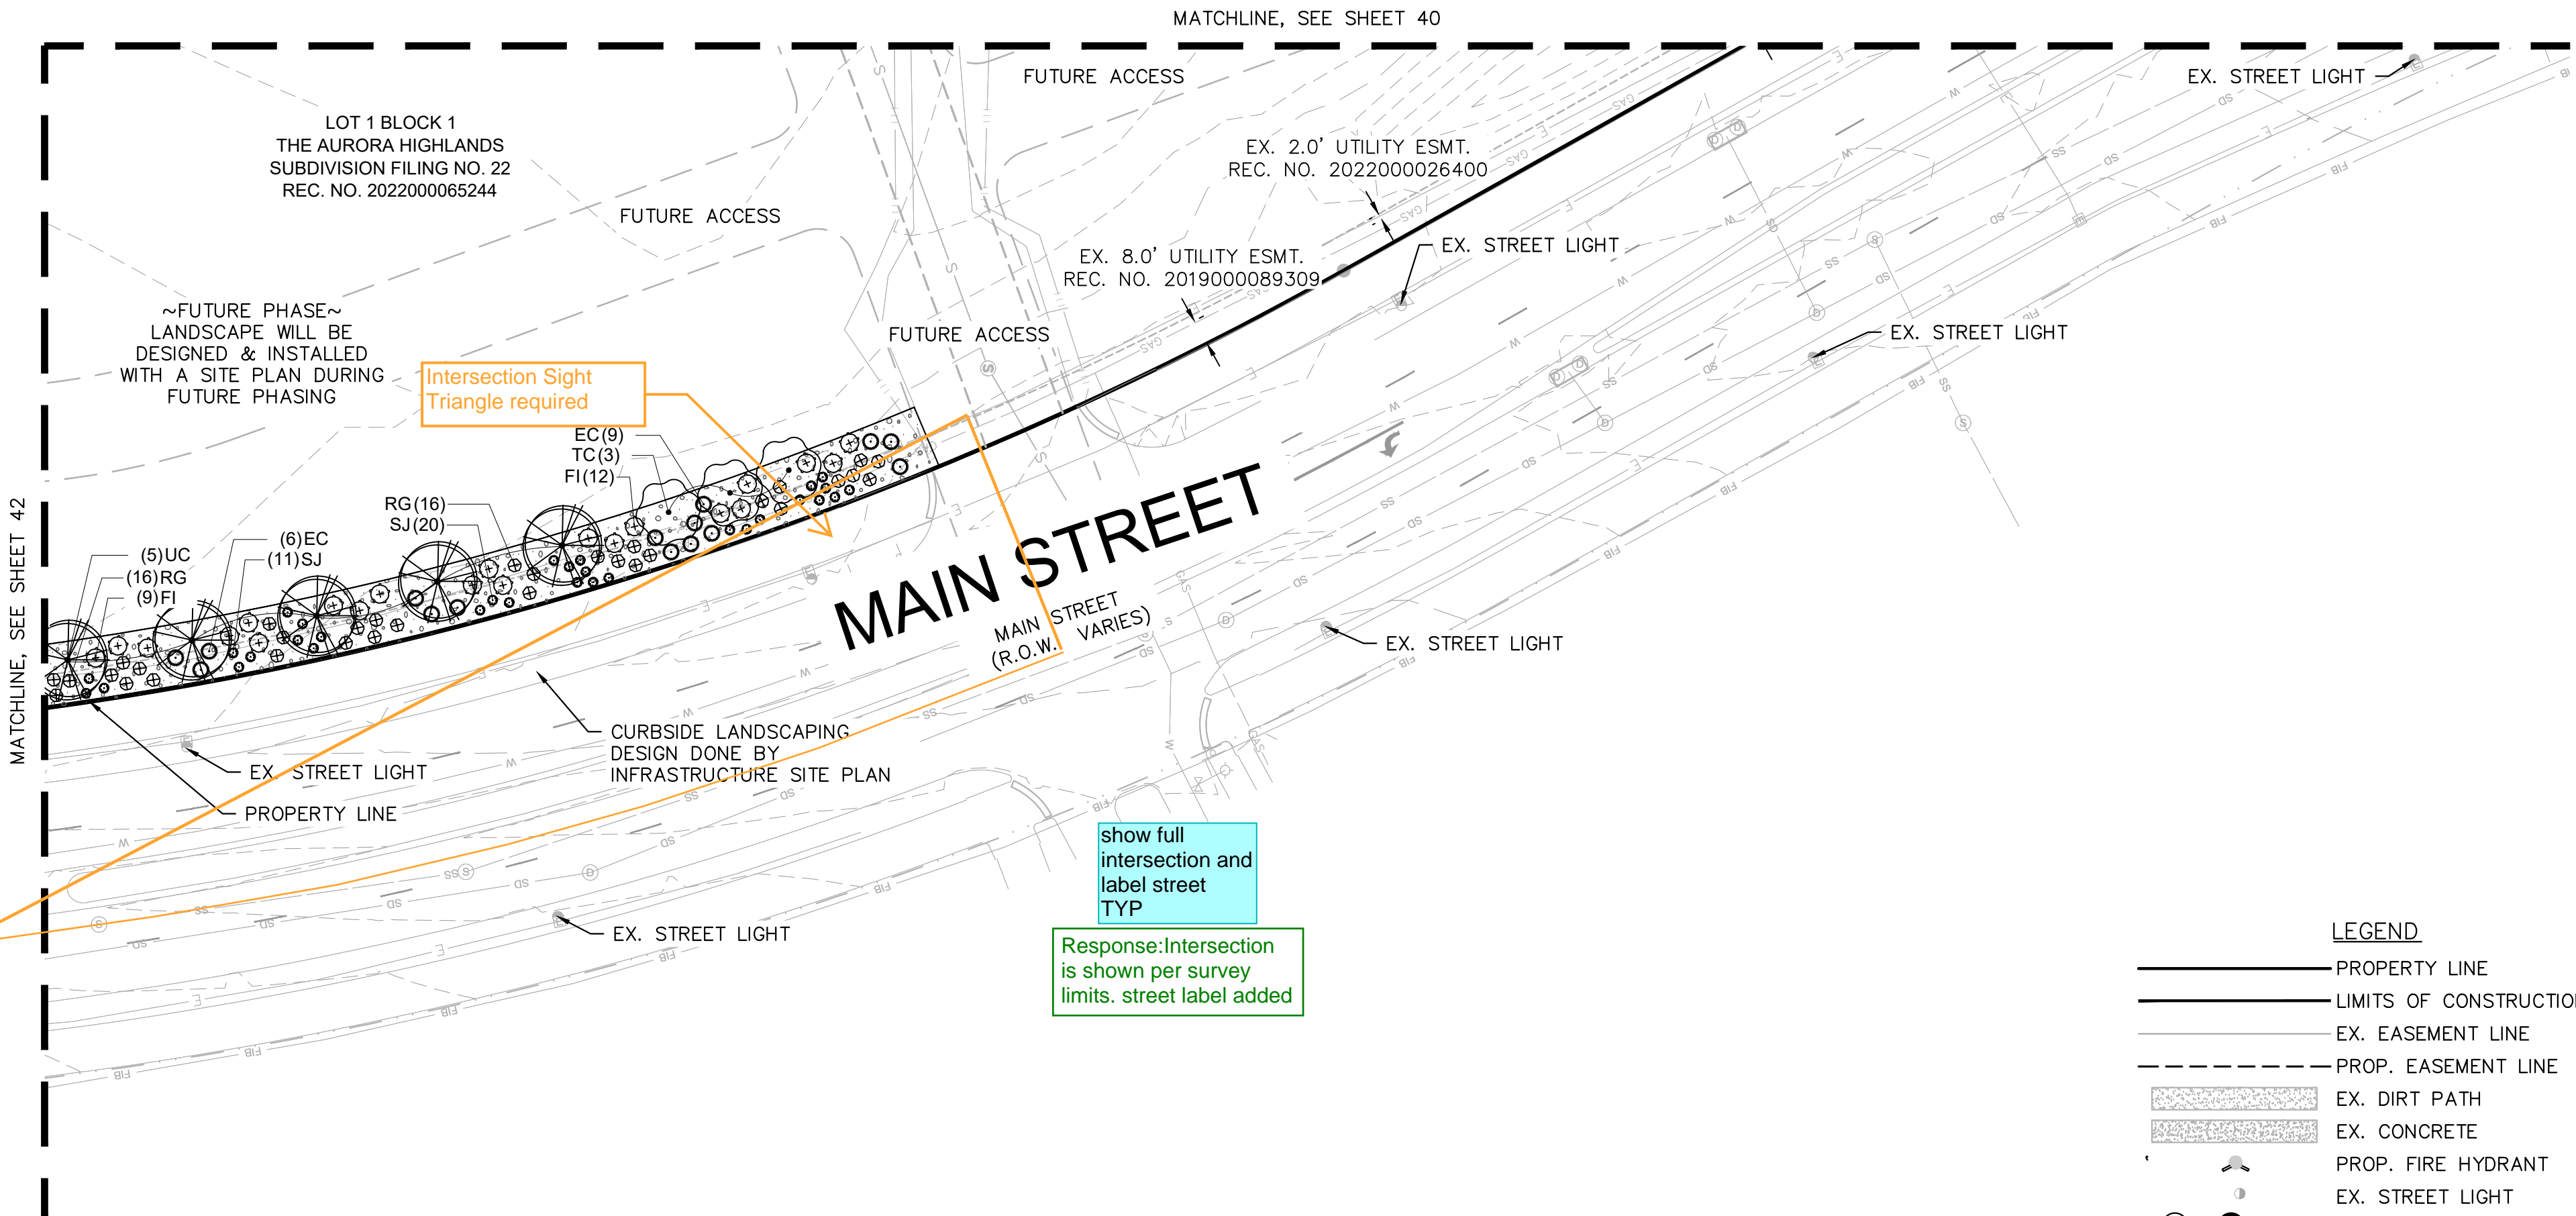 MATCHLINE, SEE SHEET 40
FUTURE ACCESS
EX. STREET LIGHT
LOT 1 BLOCK 1
THE AURORA HIGHLANDS
SUBDIVISION FILING NO. 22
REC. NO. 2022000065244
EX. 2.0' UTILITY ESMT.
REC. NO. 2022000026400
FUTURE ACCESS
EX. STREET LIGHT
EX. 8.0' UTILITY ESMT.
REC. NO. 2019000089309
~FUTURE PHASE~
LANDSCAPE WILL BE
DESIGNED & INSTALLED
WITH A SITE PLAN DURING
FUTURE PHASING
FUTURE ACCESS
EX. STREET LIGHT
Intersection Sight
Triangle required
EC(9)
TC(3)
FI(12)
RG(16)
SJ(20)
(6)EC
(11)SJ
(5)UC
(16)RG
(9)FI
MATCHLINE, SEE SHEET 42
MAIN STREET
MAIN STREET
(R.O.W. VARIES)
EX. STREET LIGHT
CURBSIDE LANDSCAPING
DESIGN DONE BY
INFRASTRUCTURE SITE PLAN
EX. STREET LIGHT
PROPERTY LINE
EX. STREET LIGHT
show full
intersection and
label street
TYP
Response:Intersection
is shown per survey
limits. street label added
LEGEND
PROPERTY LINE
LIMITS OF CONSTRUCTIO
EX. EASEMENT LINE
PROP. EASEMENT LINE
EX. DIRT PATH
EX. CONCRETE
PROP. FIRE HYDRANT
EX. STREET LIGHT